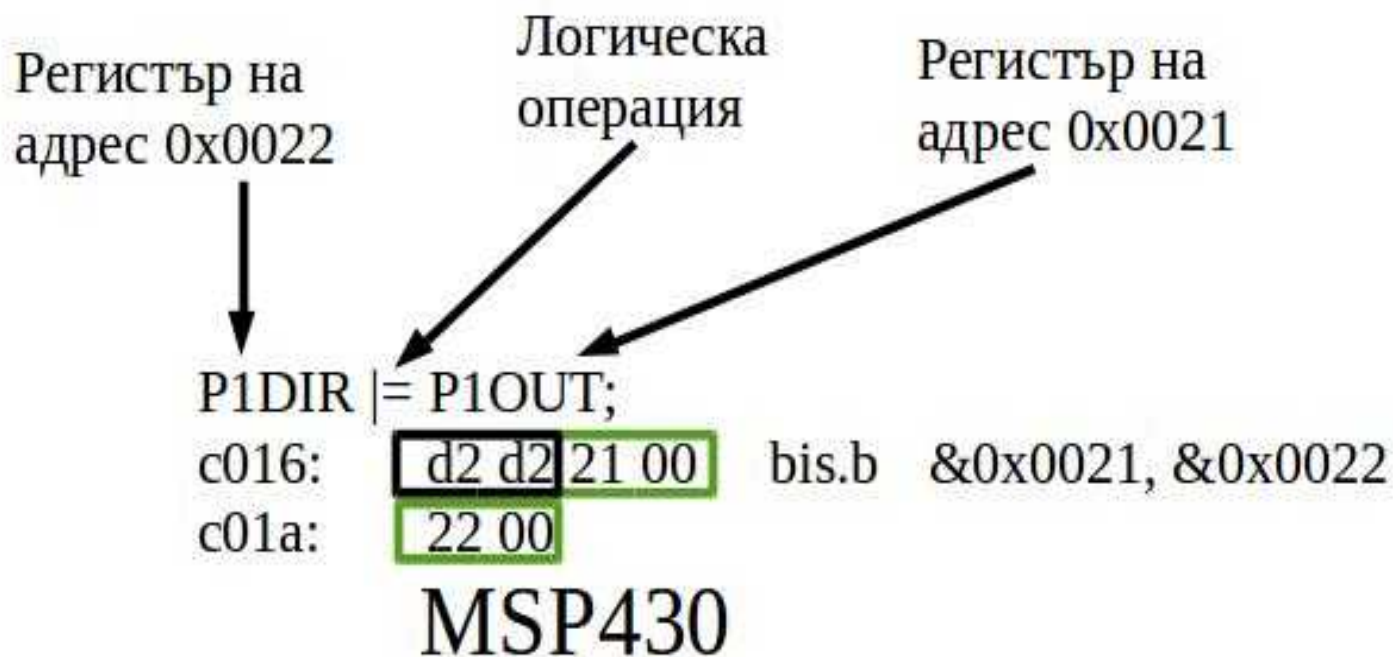 Регистър на
адрес 0x0022
Логическа
операция
Регистър на
адрес 0x0021
P1DIR |= P1OUT;
c016: d2 d2 21 00 bis.b &0x0021, &0x0022
c01a: 22 00
MSP430